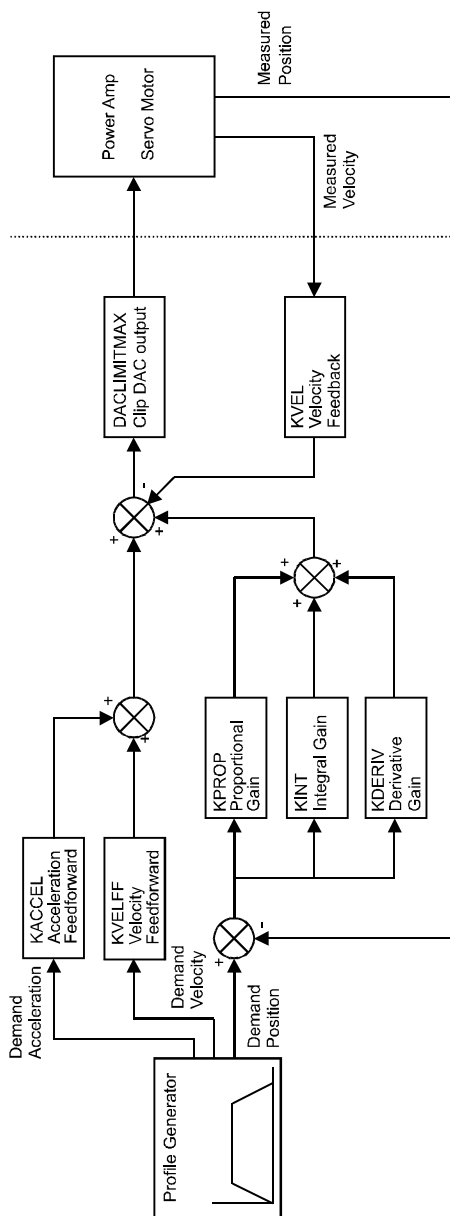 Profile Generator
Demand
Acceleration
Demand
Velocity
Demand
Position
KACCEL
Acceleration
Feedforward
KVELFF
Velocity
Feedforward
+
-
KPROP
Proportional
Gain
KINT
Integral Gain
KDERIV
Derivative
Gain
+
+
+
+
+
+
+
-
DACLIMITMAX
Clip DAC output
KVEL
Velocity
Feedback
Power Amp
Servo Motor
Measured
Velocity
Measured
Position